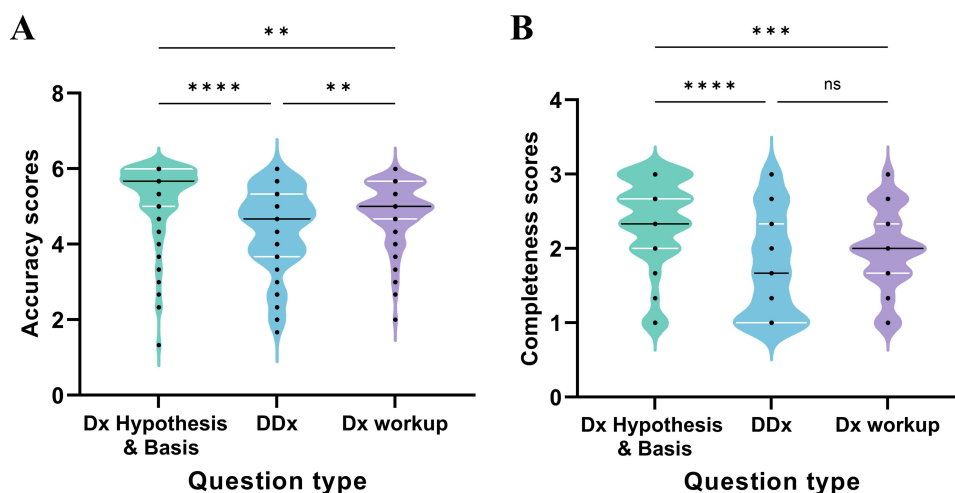 A
**
****
**
8
6
4
2
0
Accuracy scores
Dx Hypothesis
& Basis
DDx
Dx workup
Question type
B
***
****
ns
4
3
2
1
0
Completeness scores
Dx Hypothesis
& Basis
DDx
Dx workup
Question type